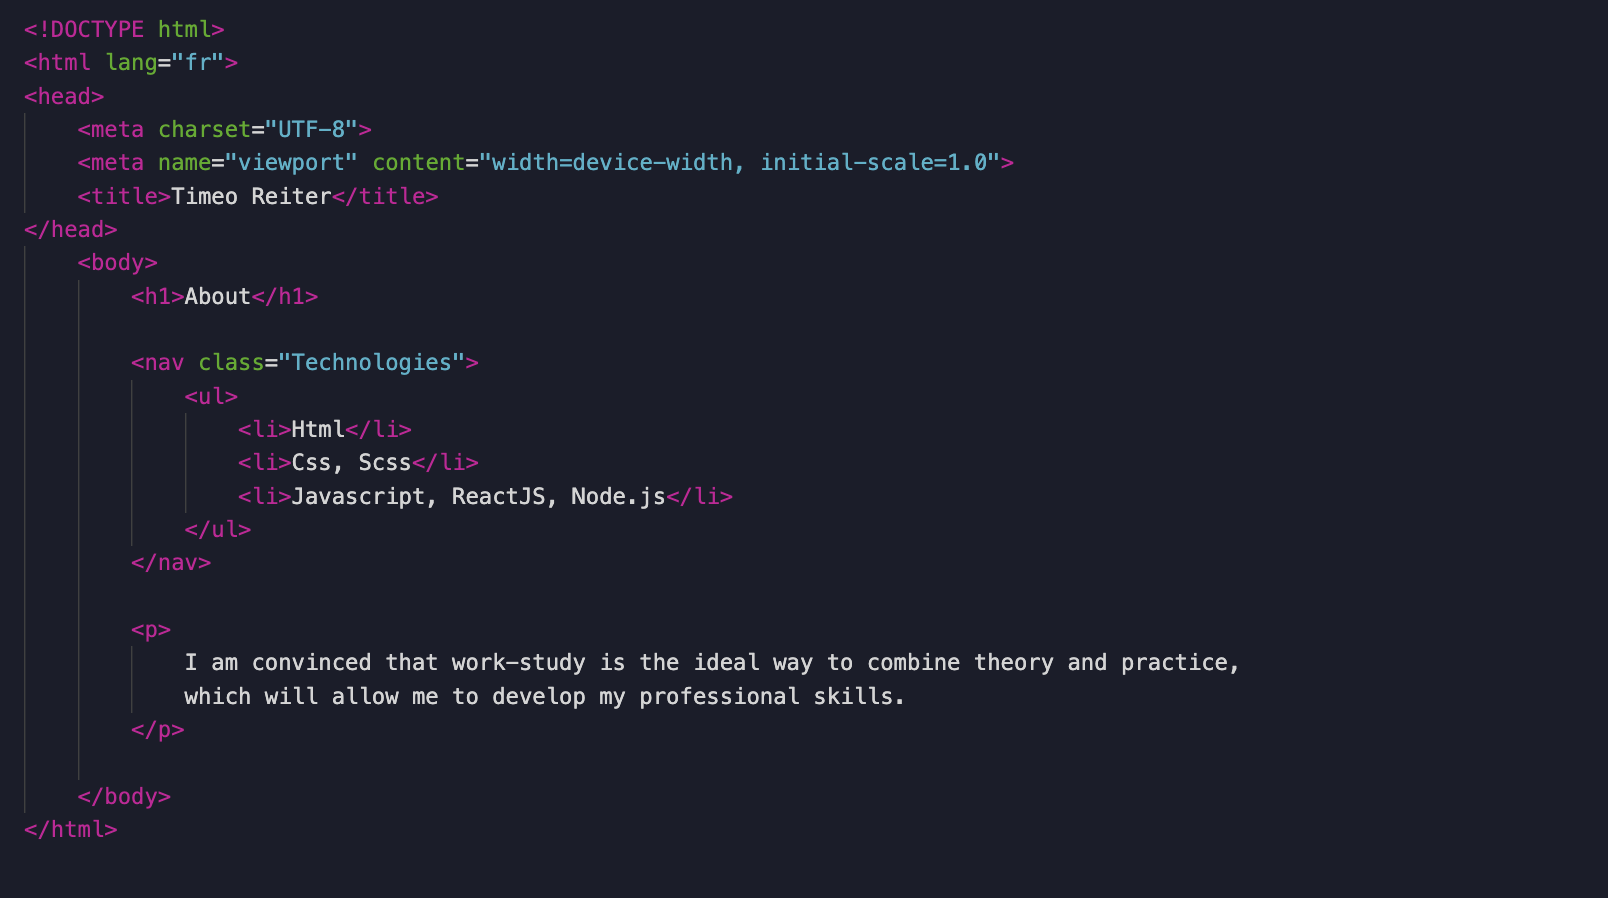 <!DOCTYPE html>
<html lang="fr">
<head>
    <meta charset="UTF-8">
    <meta name="viewport" content="width=device-width, initial-scale=1.0">
    <title>Timeo Reiter</title>
</head>
    <body>
        <h1>About</h1>

        <nav class="Technologies">
            <ul>
                <li>Html</li>
                <li>Css, Scss</li>
                <li>Javascript, ReactJS, Node.js</li>
            </ul>
        </nav>

        <p>
            I am convinced that work-study is the ideal way to combine theory and practice,
            which will allow me to develop my professional skills.
        </p>

    </body>
</html>